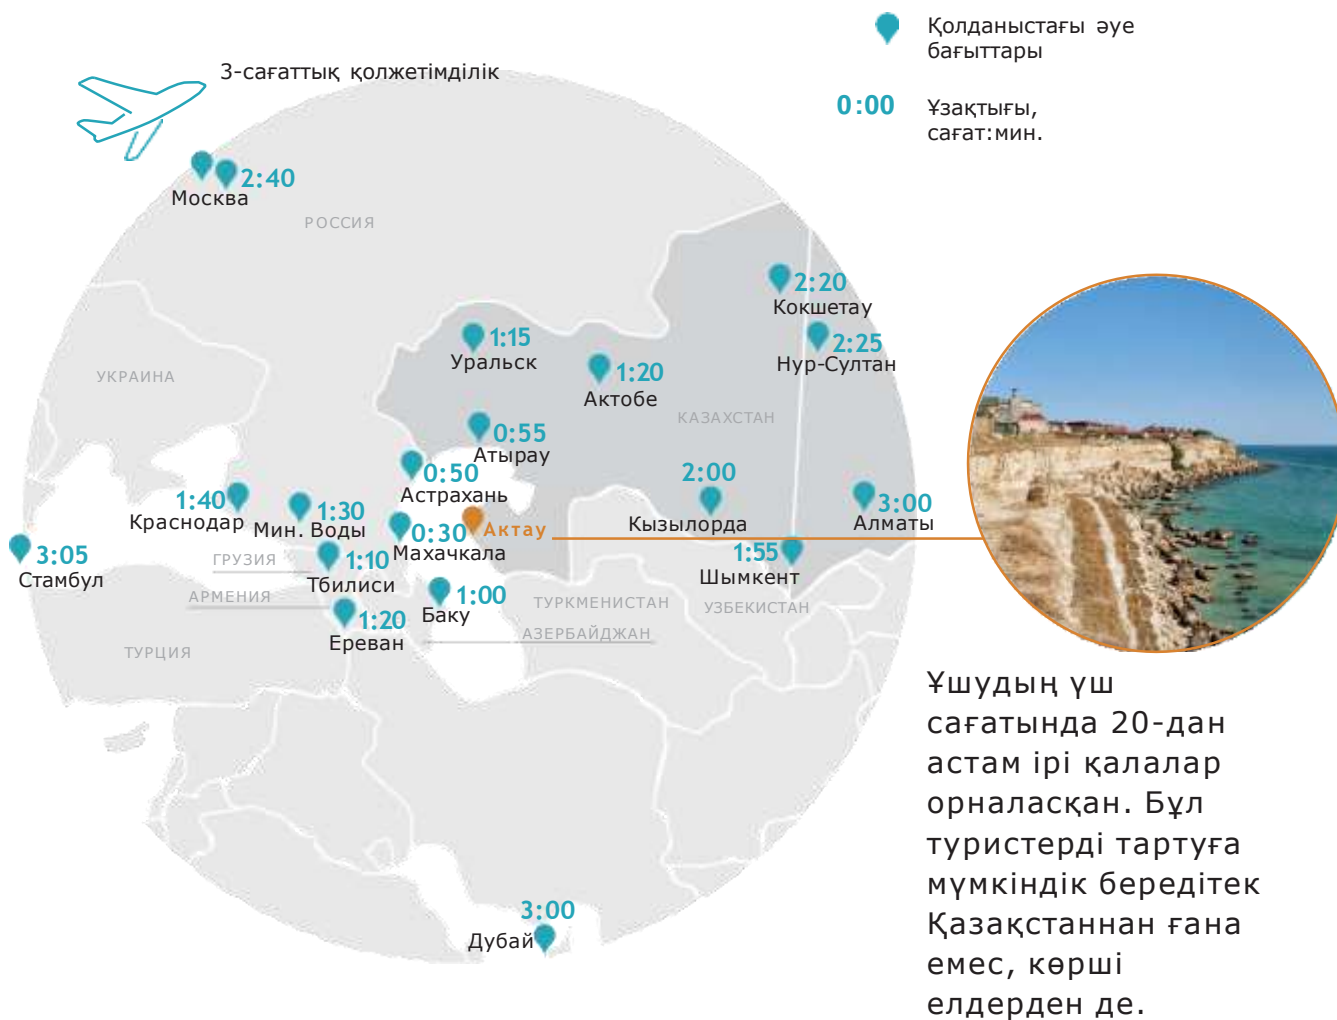 Қолданыстағы әуе
бағыттары
3-сағаттық қолжетімділік
0:00
Ұзақтығы,
сағат:мин.
2:40
Москва
РОССИЯ
2:20
Кокшетау
1:15
Уральск
2:25
Нур-Султан
УКРАИНА
1:20
Актобе
КАЗАХСТАН
0:55
Атырау
0:50
Астрахань
2:00
Кызылорда
1:40
Краснодар
1:30
Мин. Воды
3:00
Алматы
Актау
0:30
Махачкала
3:05
Стамбул
ГРУЗИЯ
1:10
Тбилиси
1:55
Шымкент
АРМЕНИЯ
1:00
Баку
ТУРКМЕНИСТАН
УЗБЕКИСТАН
1:20
Ереван
АЗЕРБАЙДЖАН
ТУРЦИЯ
Ұшудың үш
сағатында 20-дан
астам ірі қалалар
орналасқан. Бұл
туристерді тартуға
мүмкіндік бередітек
Қазақстаннан ғана
емес, көрші
елдерден де.
3:00
Дубай